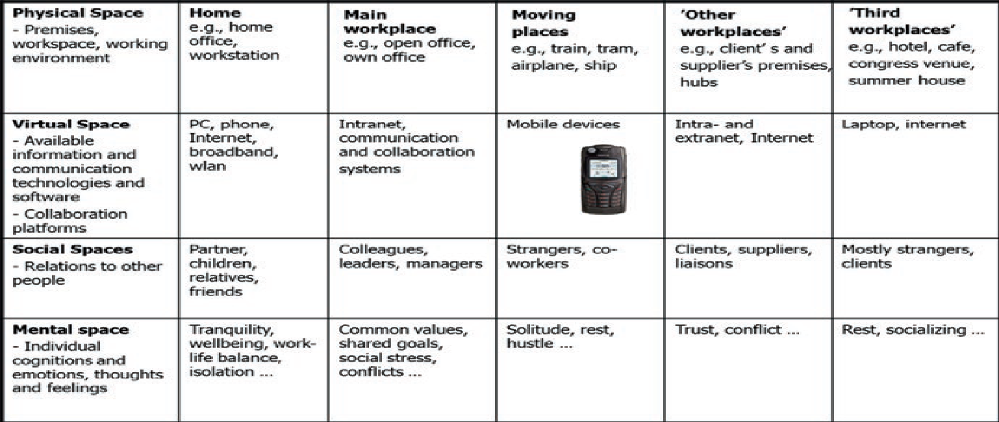 Physical Space
- Premises,
workspace, working
environment
Home
e.g., home
office,
workstation
Main
workplace
e.g., open office,
own office
Moving
places
e.g., train, tram,
airplane, ship
‘Other
workplaces’
e.g., client’ s and
supplier’s premises,
hubs
‘Third
workplaces’
e.g., hotel, cafe,
congress venue,
summer house
Virtual Space
- Available
information and
communication
technologies and
software
- Collaboration
platforms
PC, phone,
Internet,
broadband,
wlan
Intranet,
communication
and collaboration
systems
Mobile devices
Intra- and
extranet, Internet
Laptop, internet
Social Spaces
- Relations to other
people
Partner,
children,
relatives,
friends
Colleagues,
leaders, managers
Strangers, co-
workers
Clients, suppliers,
liaisons
Mostly strangers,
clients
Mental space
- Individual
cognitions and
emotions, thoughts
and feelings
Tranquility,
wellbeing, work-
life balance,
isolation ...
Common values,
shared goals,
social stress,
conflicts ...
Solitude, rest,
hustle ...
Trust, conflict ...
Rest, socializing ...